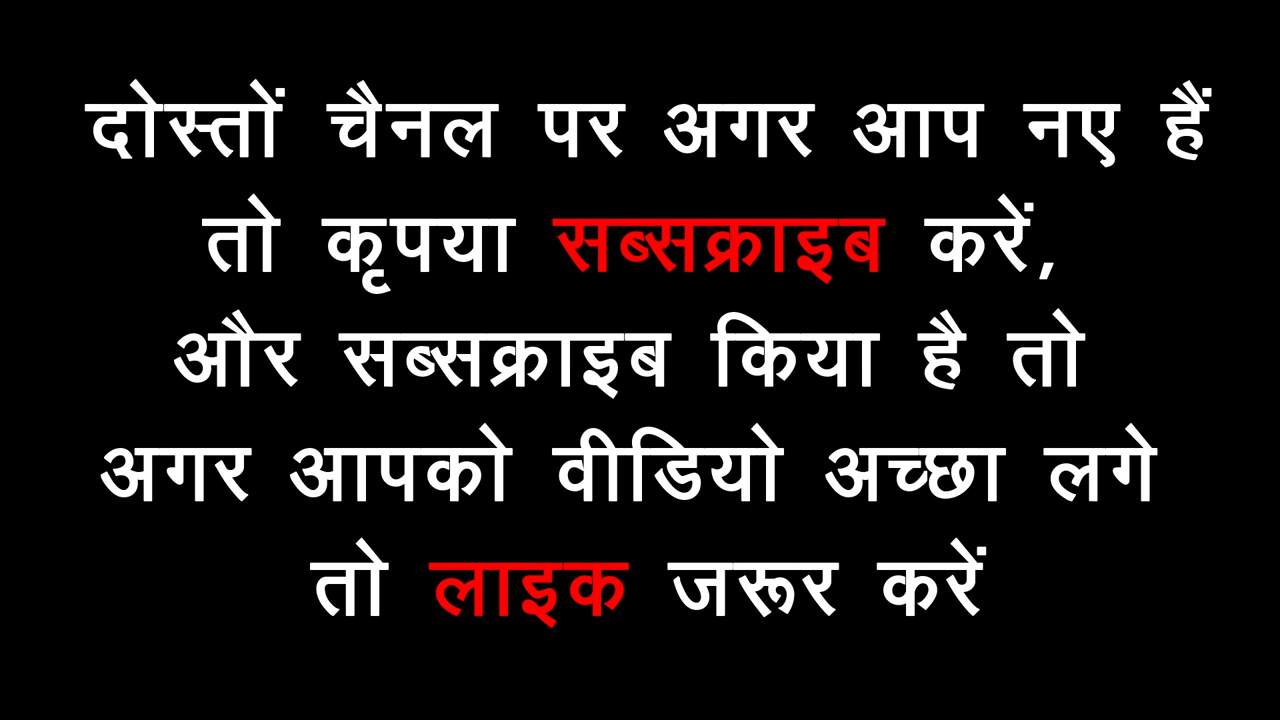 दोस्तों चैनल पर अगर आप नए हैं
तो कृपया सब्सक्राइब करें,
और सब्सक्राइब किया है तो
अगर आपको वीडियो अच्छा लगे
तो लाइक जरूर करें